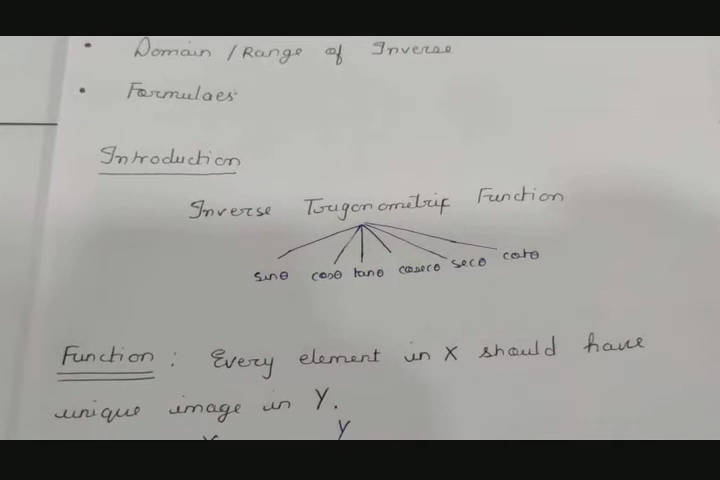 • Domain / Range of Inverse
• Formulaes
Introduction
Inverse Trigonometric Function
sinθ cosθ tanθ cosecθ secθ cotθ
Function : Every element in X should have
unique image in Y.
Y